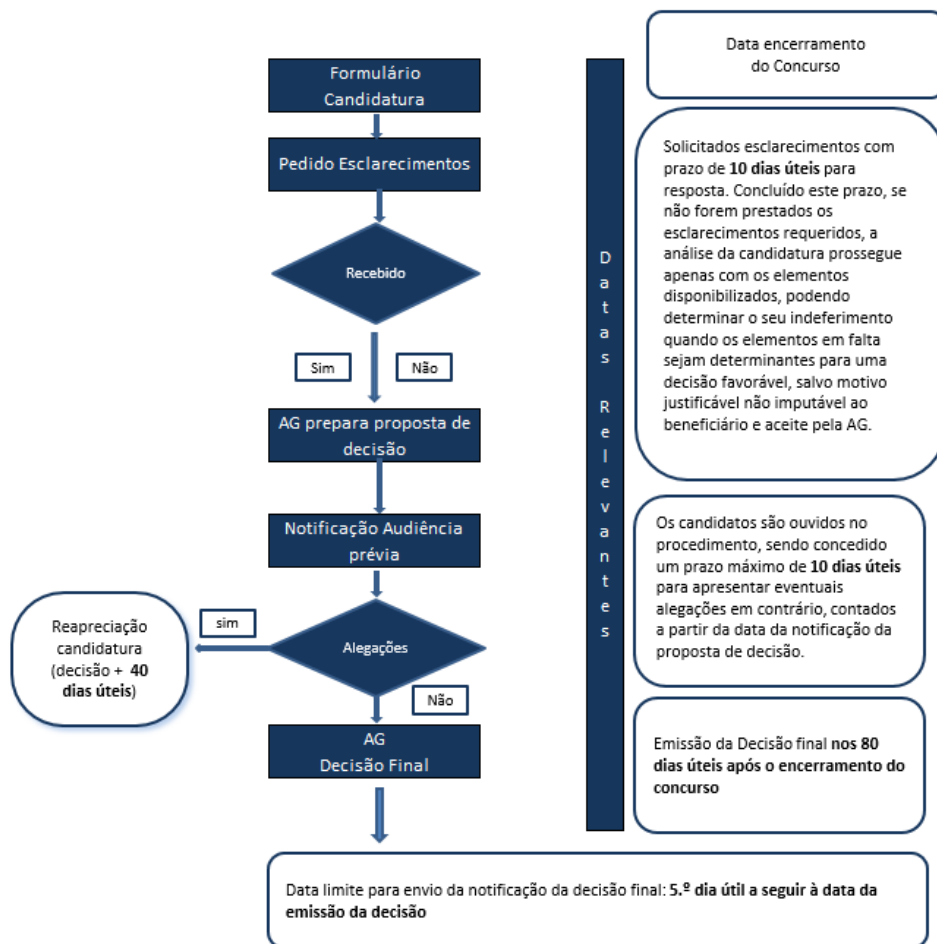 Formulário
Candidatura
Pedido Esclarecimentos
Recebido
Sim
Não
AG prepara proposta de
decisão
Notificação Audiência
prévia
sim
Alegações
Reapreciação
candidatura
(decisão + 40
dias úteis)
Não
AG
Decisão Final
Datas Relevantes
Data encerramento
do Concurso
Solicitados esclarecimentos com
prazo de 10 dias úteis para
resposta. Concluído este prazo, se
não forem prestados os
esclarecimentos requeridos, a
análise da candidatura prossegue
apenas com os elementos
disponibilizados, podendo
determinar o seu indeferimento
quando os elementos em falta
sejam determinantes para uma
decisão favorável, salvo motivo
justificável não imputável ao
beneficiário e aceite pela AG.
Os candidatos são ouvidos no
procedimento, sendo concedido
um prazo máximo de 10 dias úteis
para apresentar eventuais
alegações em contrário, contados
a partir da data da notificação da
proposta de decisão.
Emissão da Decisão final nos 80
dias úteis após o encerramento do
concurso
Data limite para envio da notificação da decisão final: 5.º dia útil a seguir à data da
emissão da decisão